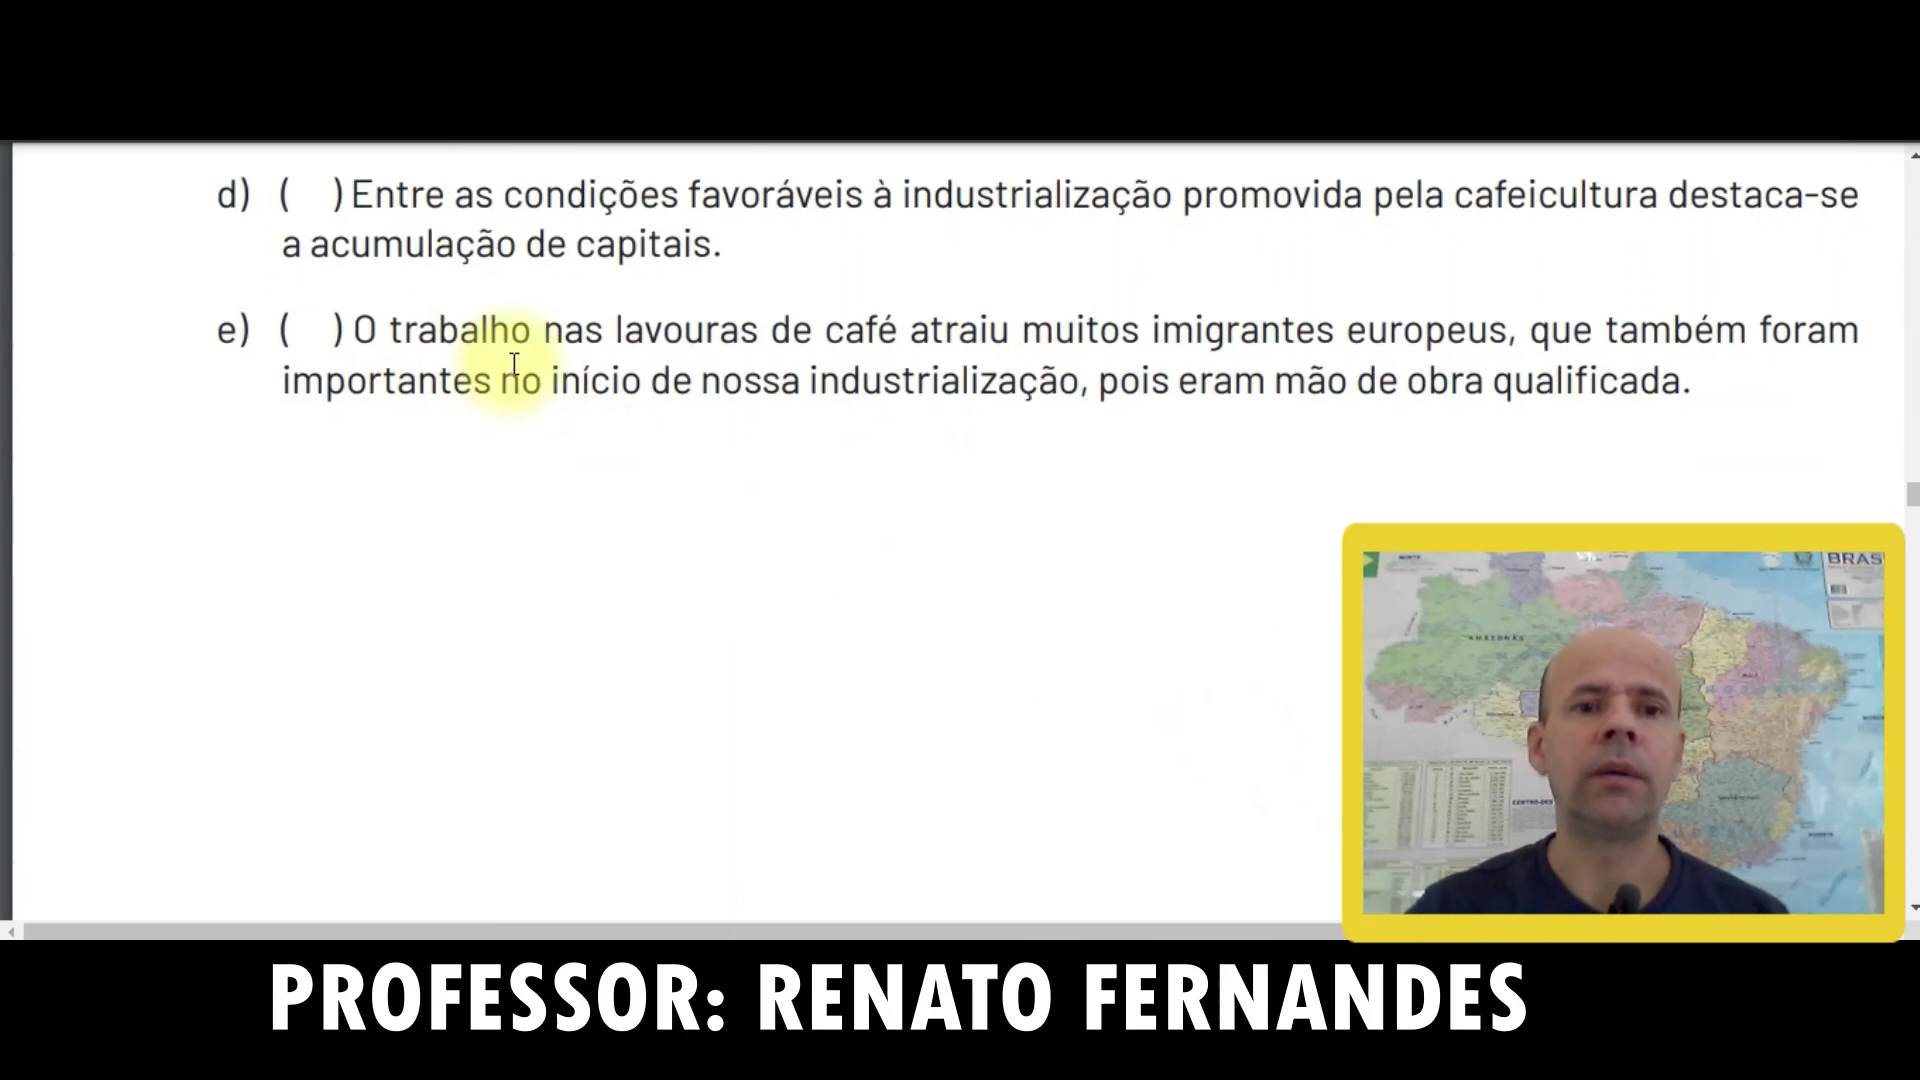 d) ( ) Entre as condições favoráveis à industrialização promovida pela cafeicultura destaca-se
a acumulação de capitais.
e) ( ) O trabalho nas lavouras de café atraiu muitos imigrantes europeus, que também foram
importantes no início de nossa industrialização, pois eram mão de obra qualificada.
BRAS
AMAZONAS
PROFESSOR: RENATO FERNANDES